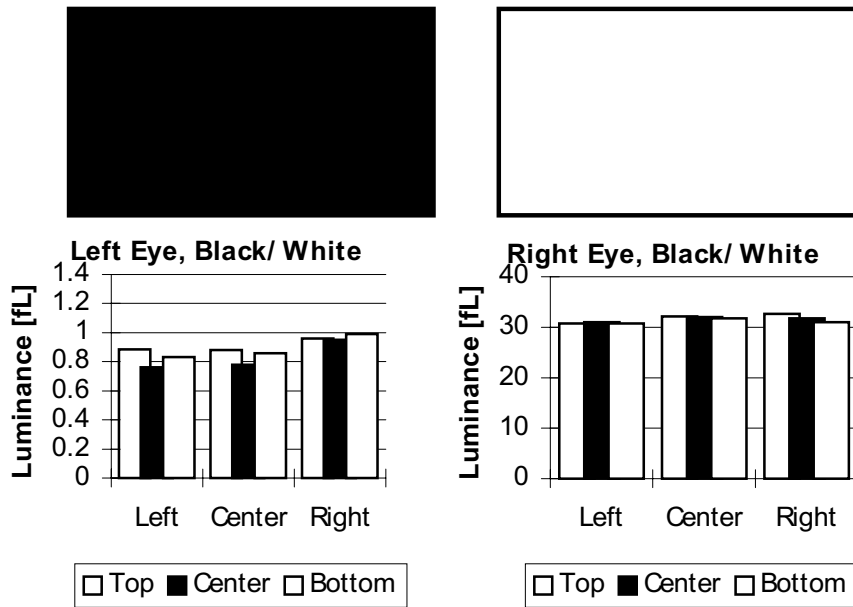 Left Eye, Black/ White
Luminance [fL]
1.4
1.2
1
0.8
0.6
0.4
0.2
0
Left Center Right
Top Center Bottom
Right Eye, Black/ White
Luminance [fL]
40
30
20
10
0
Left Center Right
Top Center Bottom